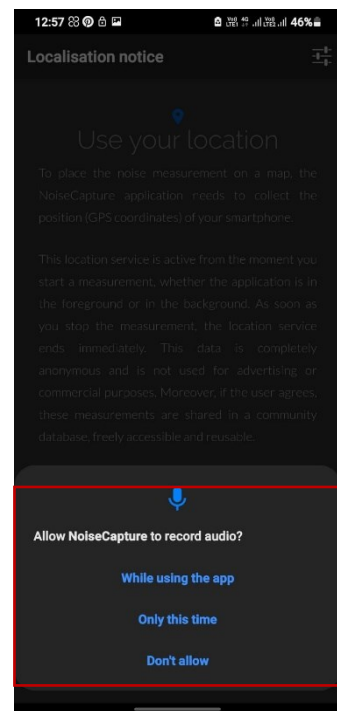 12:57 46%
Localisation notice
Use your location
To place the noise measurement on a map, the
NoiseCapture application needs to collect the
position (GPS coordinates) of your smartphone.
This location service is active from the moment you
start a measurement, whether the application is in
the foreground or in the background. As soon as
you stop the measurement, the location service
ends immediately. This data is completely
anonymous and is not used for advertising or
commercial purposes. Moreover, if the user agrees,
these measurements are shared in a community
database, freely accessible and reusable.
Allow NoiseCapture to record audio?
While using the app
Only this time
Don't allow